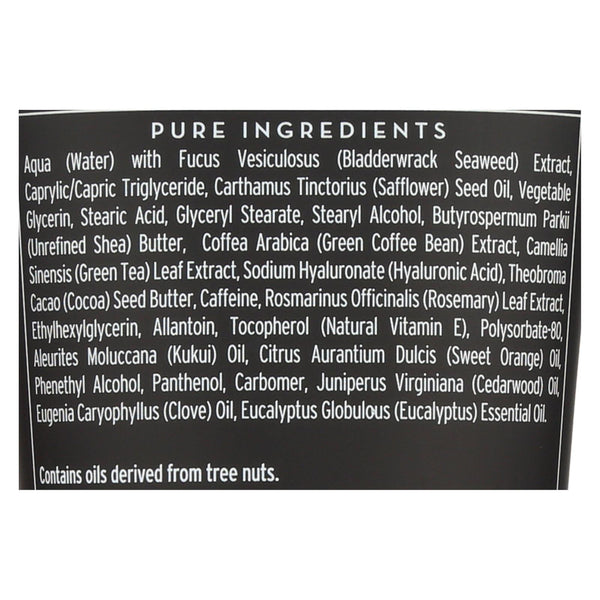 PURE INGREDIENTS
Aqua (Water) with Fucus Vesiculosus (Bladderwrack Seaweed) Extract,
Caprylic/Capric Triglyceride, Carthamus Tinctorius (Safflower) Seed Oil, Vegetable
Glycerin, Stearic Acid, Glyceryl Stearate, Stearyl Alcohol, Butyrospermum Parkii
(Unrefined Shea) Butter, Coffea Arabica (Green Coffee Bean) Extract, Camellia
Sinensis (Green Tea) Leaf Extract, Sodium Hyaluronate (Hyaluronic Acid), Theobroma
Cacao (Cocoa) Seed Butter, Caffeine, Rosmarinus Officinalis (Rosemary) Leaf Extract,
Ethylhexylglycerin, Allantoin, Tocopherol (Natural Vitamin E), Polysorbate-80,
Aleurites Moluccana (Kukui) Oil, Citrus Aurantium Dulcis (Sweet Orange) Oil,
Phenethyl Alcohol, Panthenol, Carbomer, Juniperus Virginiana (Cedarwood) Oil,
Eugenia Caryophyllus (Clove) Oil, Eucalyptus Globulous (Eucalyptus) Essential Oil.
Contains oils derived from tree nuts.